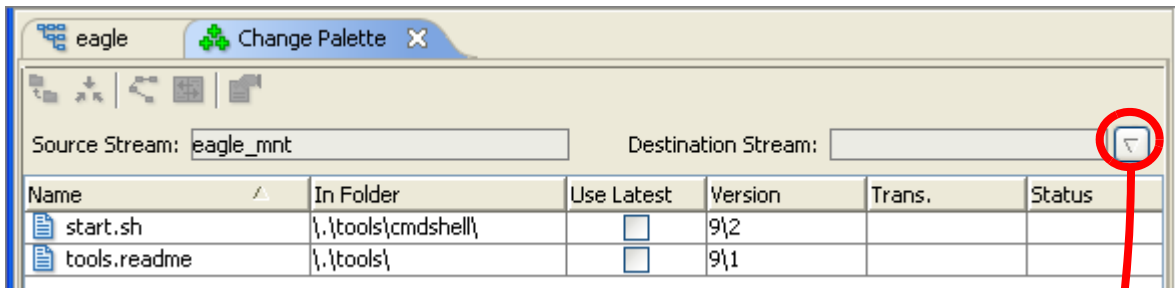 eagle Change Palette
Source Stream: eagle_mnt Destination Stream:
Name In Folder Use Latest Version Trans. Status
start.sh \.\tools\cmdshell\ 9\2
tools.readme \.\tools\ 9\1